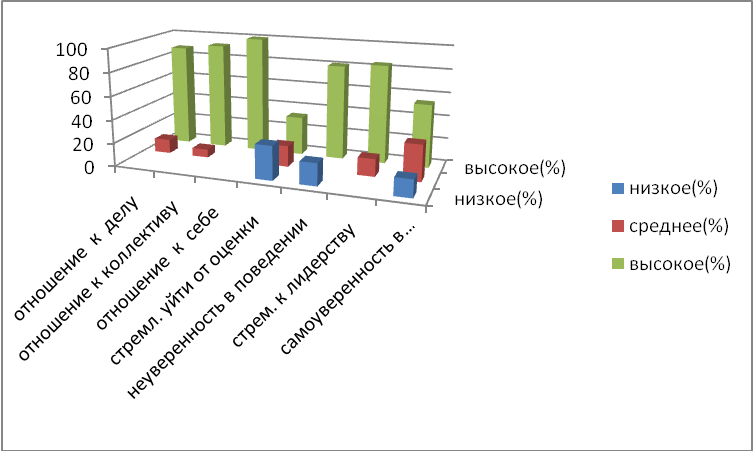 100
80
60
40
20
0
высокое(%)
низкое(%)
отношение к делу
отношение к коллективу
отношение к себе
стремл. уйти от оценки
неуверенность в поведении
стрем. к лидерству
самоуверенность в...
низкое(%)
среднее(%)
высокое(%)